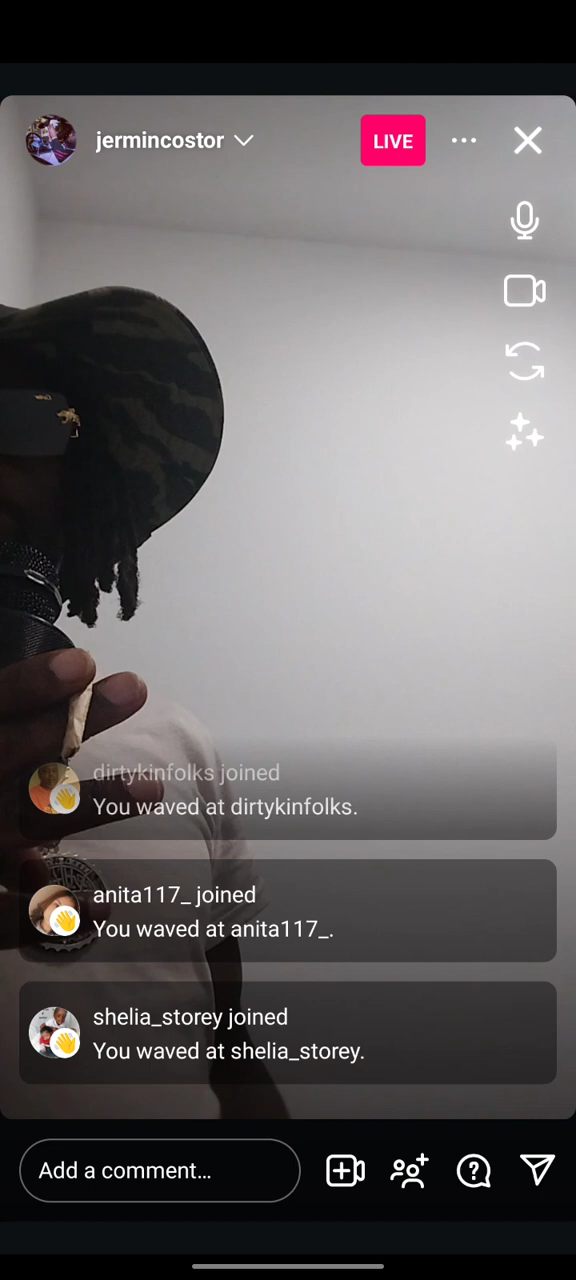 jermincostor
LIVE
dirtykinfolks joined
You waved at dirtykinfolks.
anita117_ joined
You waved at anita117_.
shelia_storey joined
You waved at shelia_storey.
Add a comment...